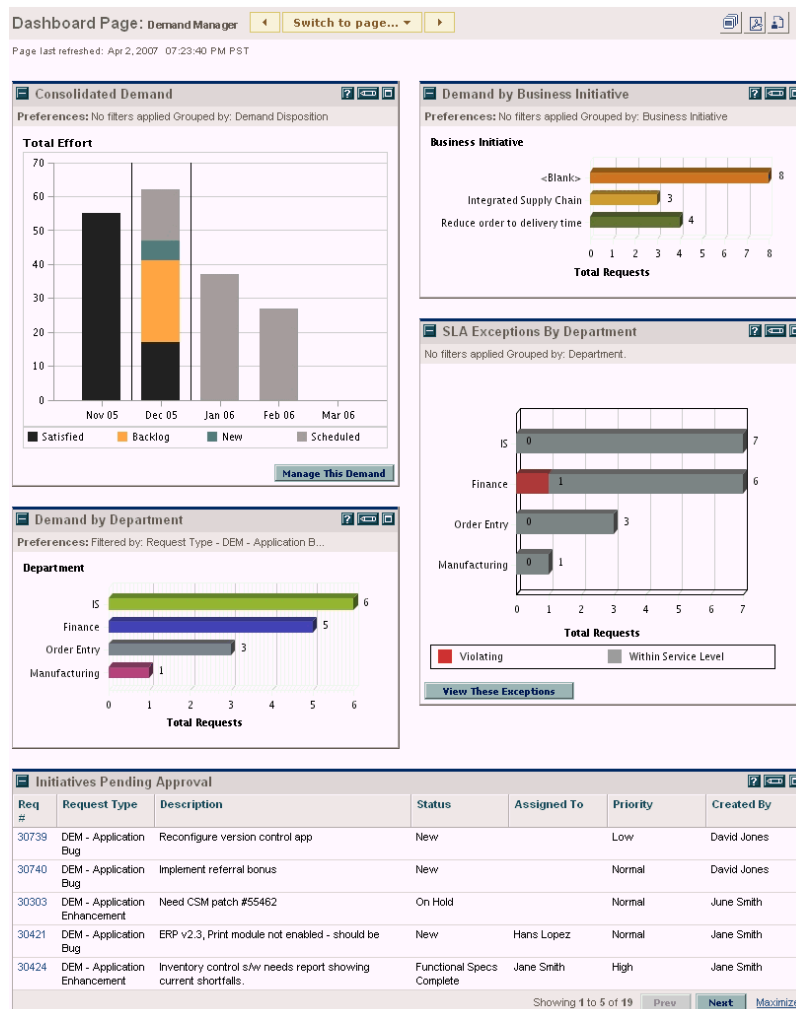 Dashboard Page: Demand Manager
Switch to page...
Page last refreshed: Apr 2, 2007 07:23:40 PM PST
Consolidated Demand
?
Preferences: No filters applied Grouped by: Demand Disposition
Total Effort
70
60
50
40
30
20
10
0
Nov 05 Dec 05 Jan 06 Feb 06 Mar 06
Satisfied Backlog New Scheduled
Manage This Demand
Demand by Department
?
Preferences: Filtered by: Request Type - DEM - Application B...
Department
IS 6
Finance 5
Order Entry 3
Manufacturing 1
0 1 2 3 4 5 6
Total Requests
Demand by Business Initiative
?
Preferences: No filters applied Grouped by: Business Initiative
Business Initiative
<Blank> 8
Integrated Supply Chain 3
Reduce order to delivery time 4
0 1 2 3 4 5 6 7 8
Total Requests
SLA Exceptions By Department
?
No filters applied Grouped by: Department.
IS 0 7
Finance 1 6
Order Entry 0 3
Manufacturing 0 1
0 1 2 3 4 5 6 7
Total Requests
Violating Within Service Level
View These Exceptions
Initiatives Pending Approval
?
Req # Request Type Description Status Assigned To Priority Created By
30739 DEM - Application Bug Reconfigure version control app New Low David Jones
30740 DEM - Application Bug Implement referral bonus New Normal David Jones
30303 DEM - Application Enhancement Need CSM patch #55462 On Hold Normal June Smith
30421 DEM - Application Bug ERP v2.3, Print module not enabled - should be New Hans Lopez Normal Jane Smith
30424 DEM - Application Enhancement Inventory control s/w needs report showing current shortfalls. Functional Specs Complete Jane Smith High Jane Smith
Showing 1 to 5 of 19 Prev Next Maximize